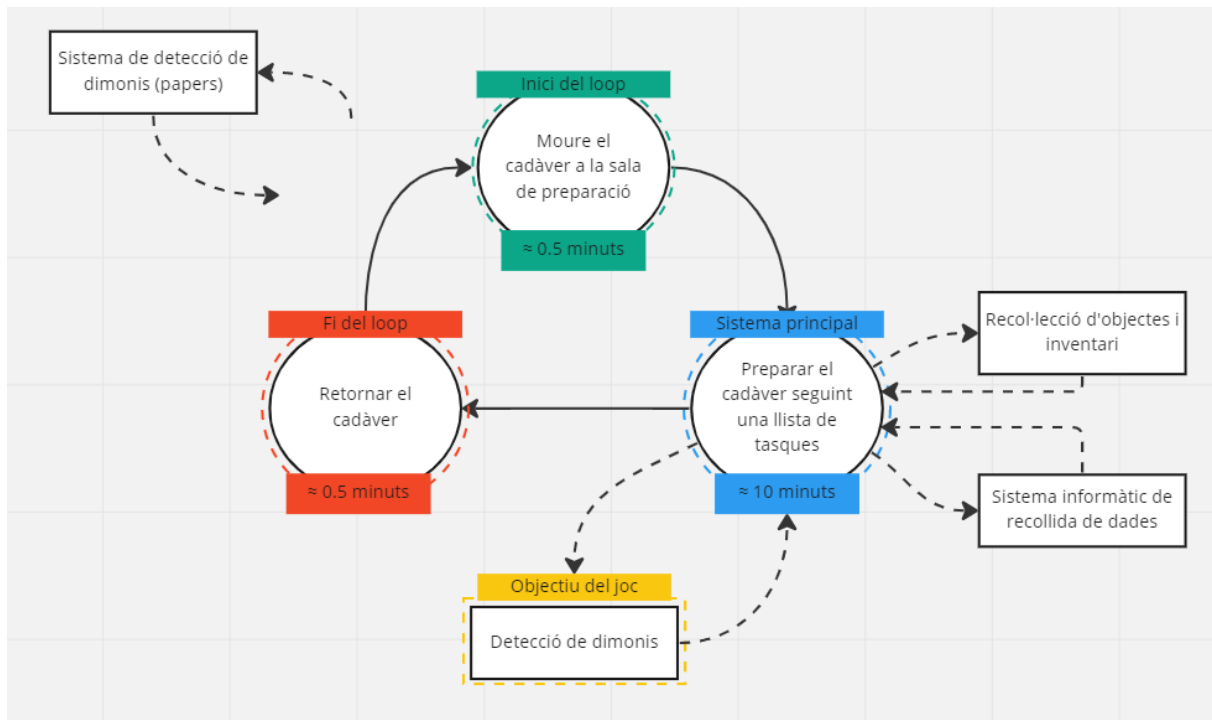 Sistema de detecció de
dimonis (papers)
Inici del loop
Moure el
cadàver a la sala
de preparació
≈ 0.5 minuts
Fi del loop
Retornar el
cadàver
≈ 0.5 minuts
Sistema principal
Preparar el
cadàver seguint
una llista de
tasques
≈ 10 minuts
Recol·lecció d'objectes i
inventari
Sistema informàtic de
recollida de dades
Objectiu del joc
Detecció de dimonis